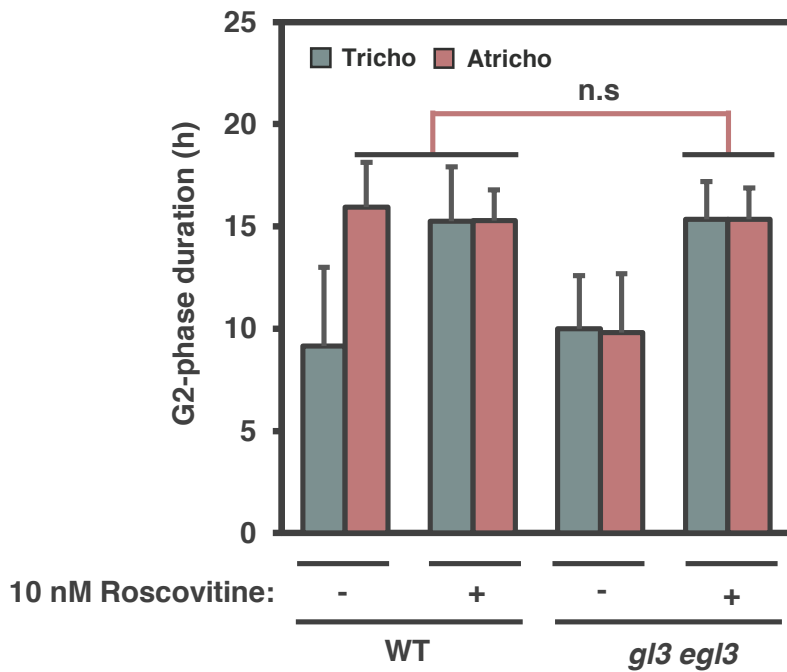 25
Tricho Atricho
n.s
20
15
10
5
0
G2-phase duration (h)
10 nM Roscovitine: - + - +
WT gl3 egl3